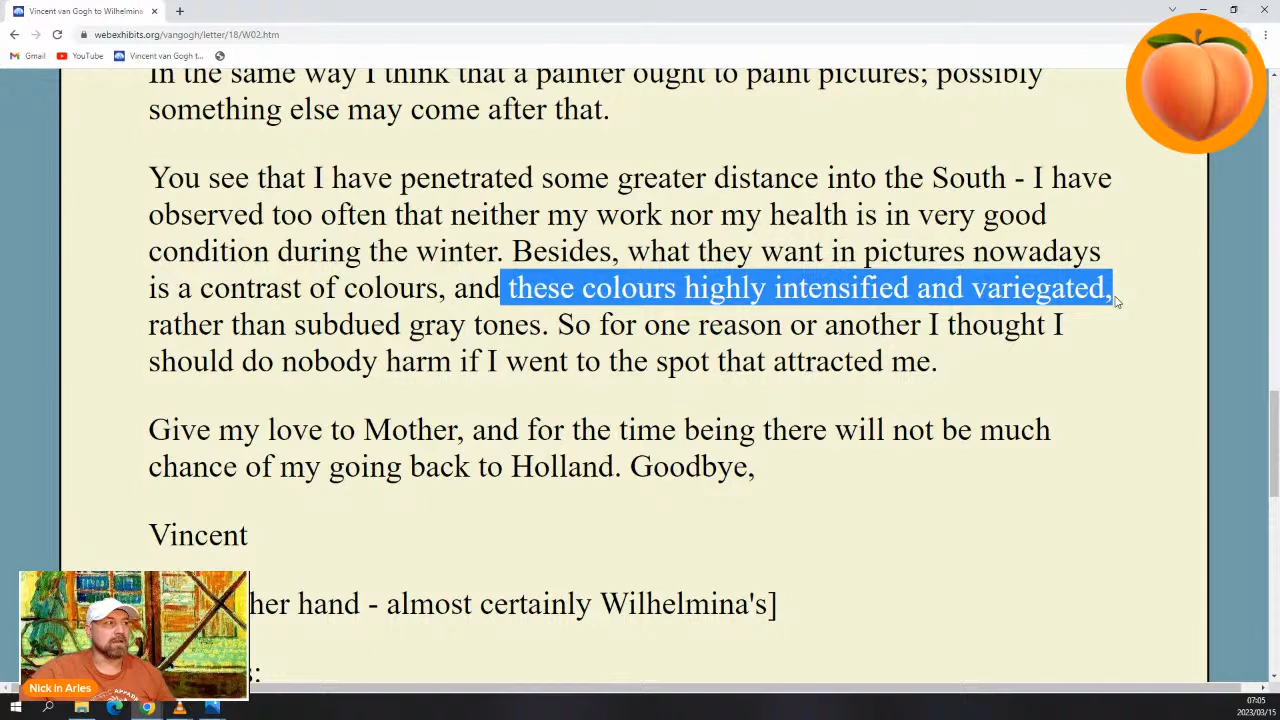 Vincent van Gogh to Wilhelmina
webexhibits.org/vangogh/letter/18/W02.htm
Gmail
YouTube
Vincent van Gogh t...
In the same way I think that a painter ought to paint pictures; possibly
something else may come after that.
You see that I have penetrated some greater distance into the South - I have
observed too often that neither my work nor my health is in very good
condition during the winter. Besides, what they want in pictures nowadays
is a contrast of colours, and these colours highly intensified and variegated,
rather than subdued gray tones. So for one reason or another I thought I
should do nobody harm if I went to the spot that attracted me.
Give my love to Mother, and for the time being there will not be much
chance of my going back to Holland. Goodbye,
Vincent
her hand - almost certainly Wilhelmina's]
Nick in Arles
07:05
2023/03/15